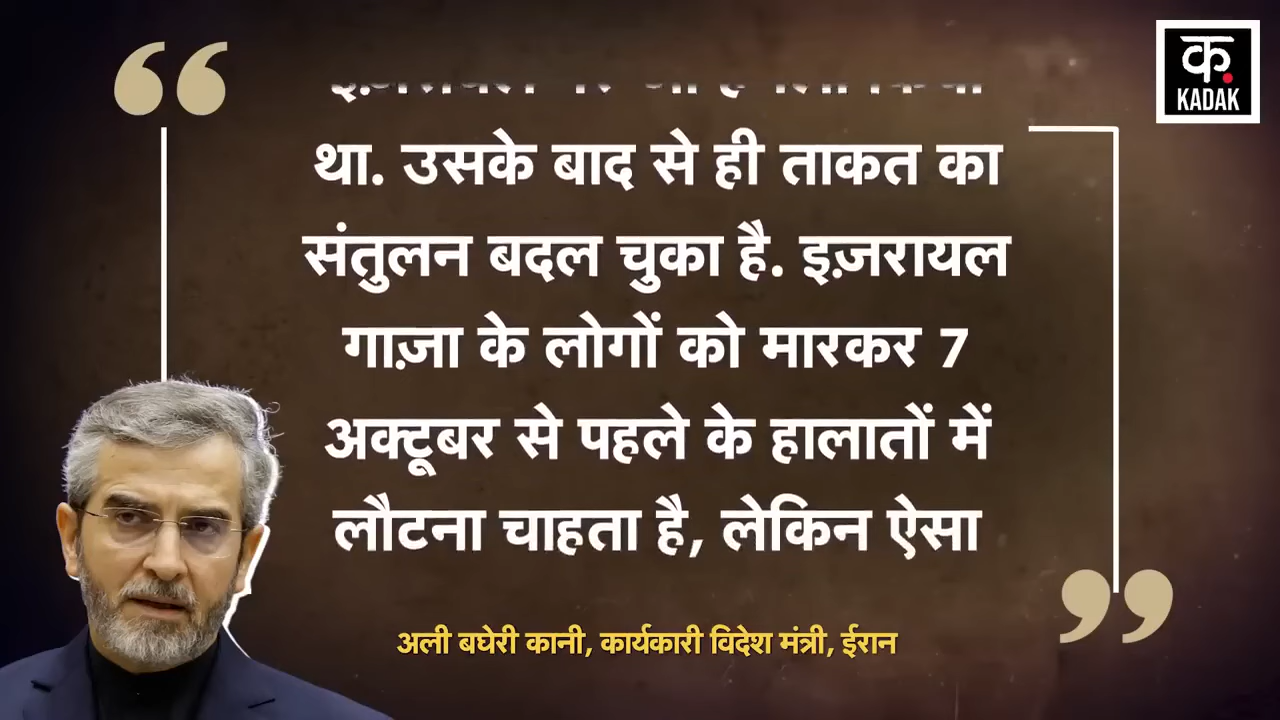 था. उसके बाद से ही ताकत का
संतुलन बदल चुका है. इज़रायल
गाज़ा के लोगों को मारकर 7
अक्टूबर से पहले के हालातों में
लौटना चाहता है, लेकिन ऐसा
अली बघेरी कानी, कार्यकारी विदेश मंत्री, ईरान
क
KADAK